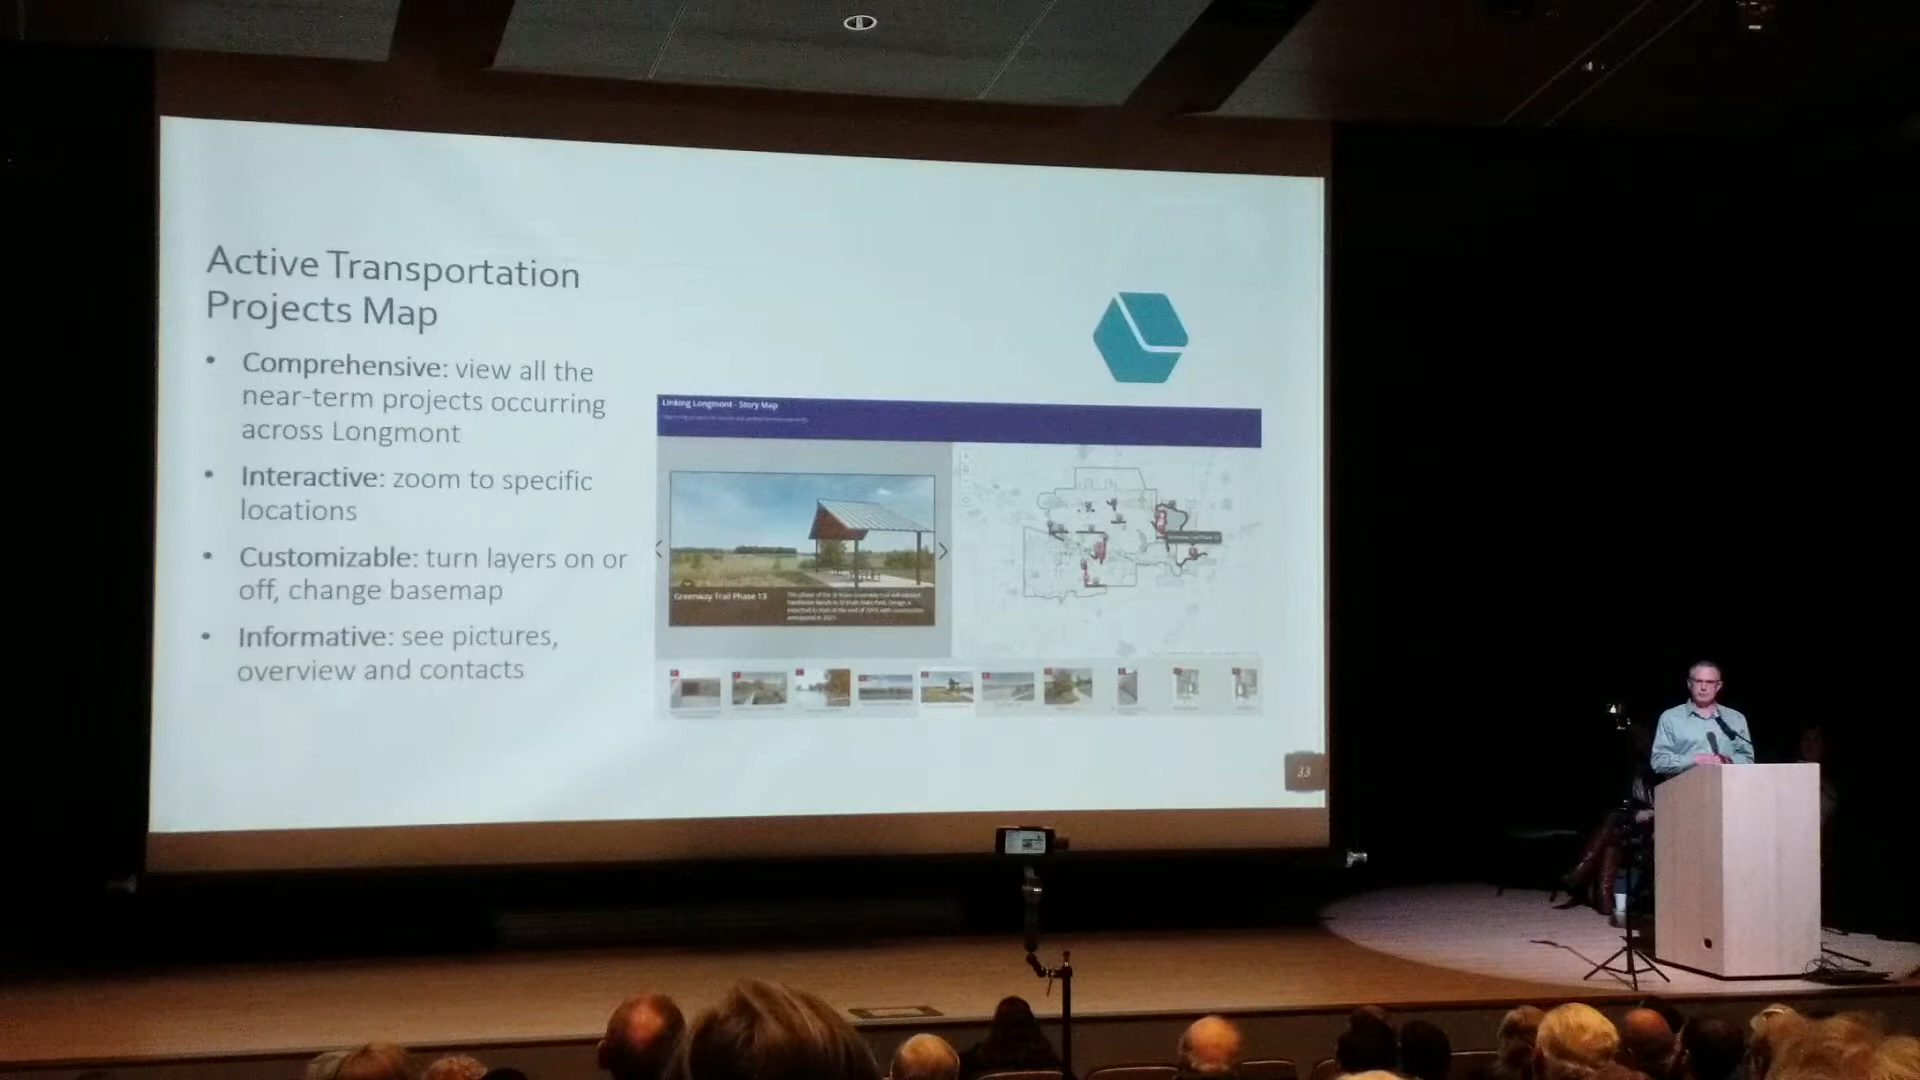 Active Transportation
Projects Map
• Comprehensive: view all the
near-term projects occurring
across Longmont
• Interactive: zoom to specific
locations
• Customizable: turn layers on or
off, change basemap
• Informative: see pictures,
overview and contacts
Linking Longmont - Story Map
Greenway Trail Phase 13
33